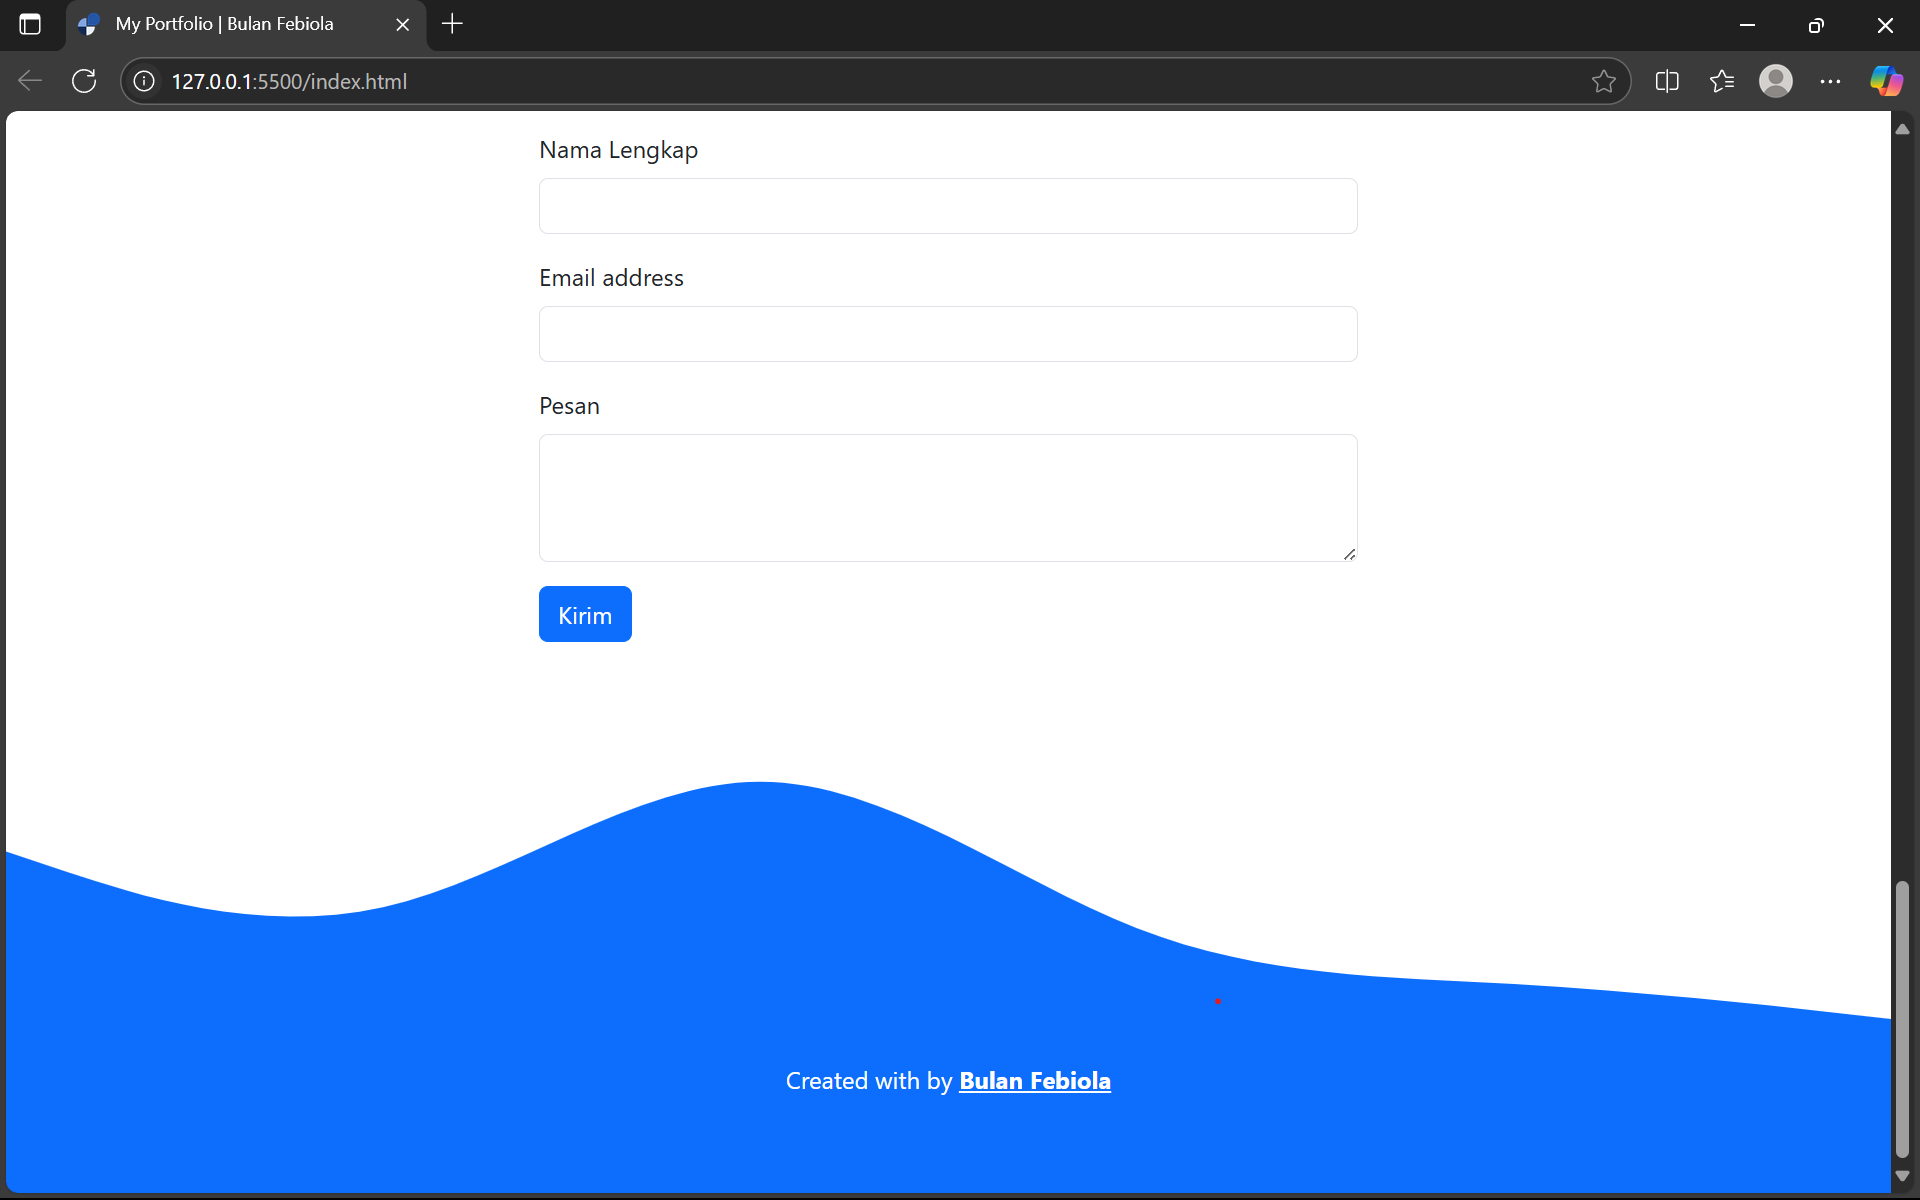 My Portfolio | Bulan Febiola
127.0.0.1:5500/index.html
Nama Lengkap
Email address
Pesan
Kirim
Created with by Bulan Febiola